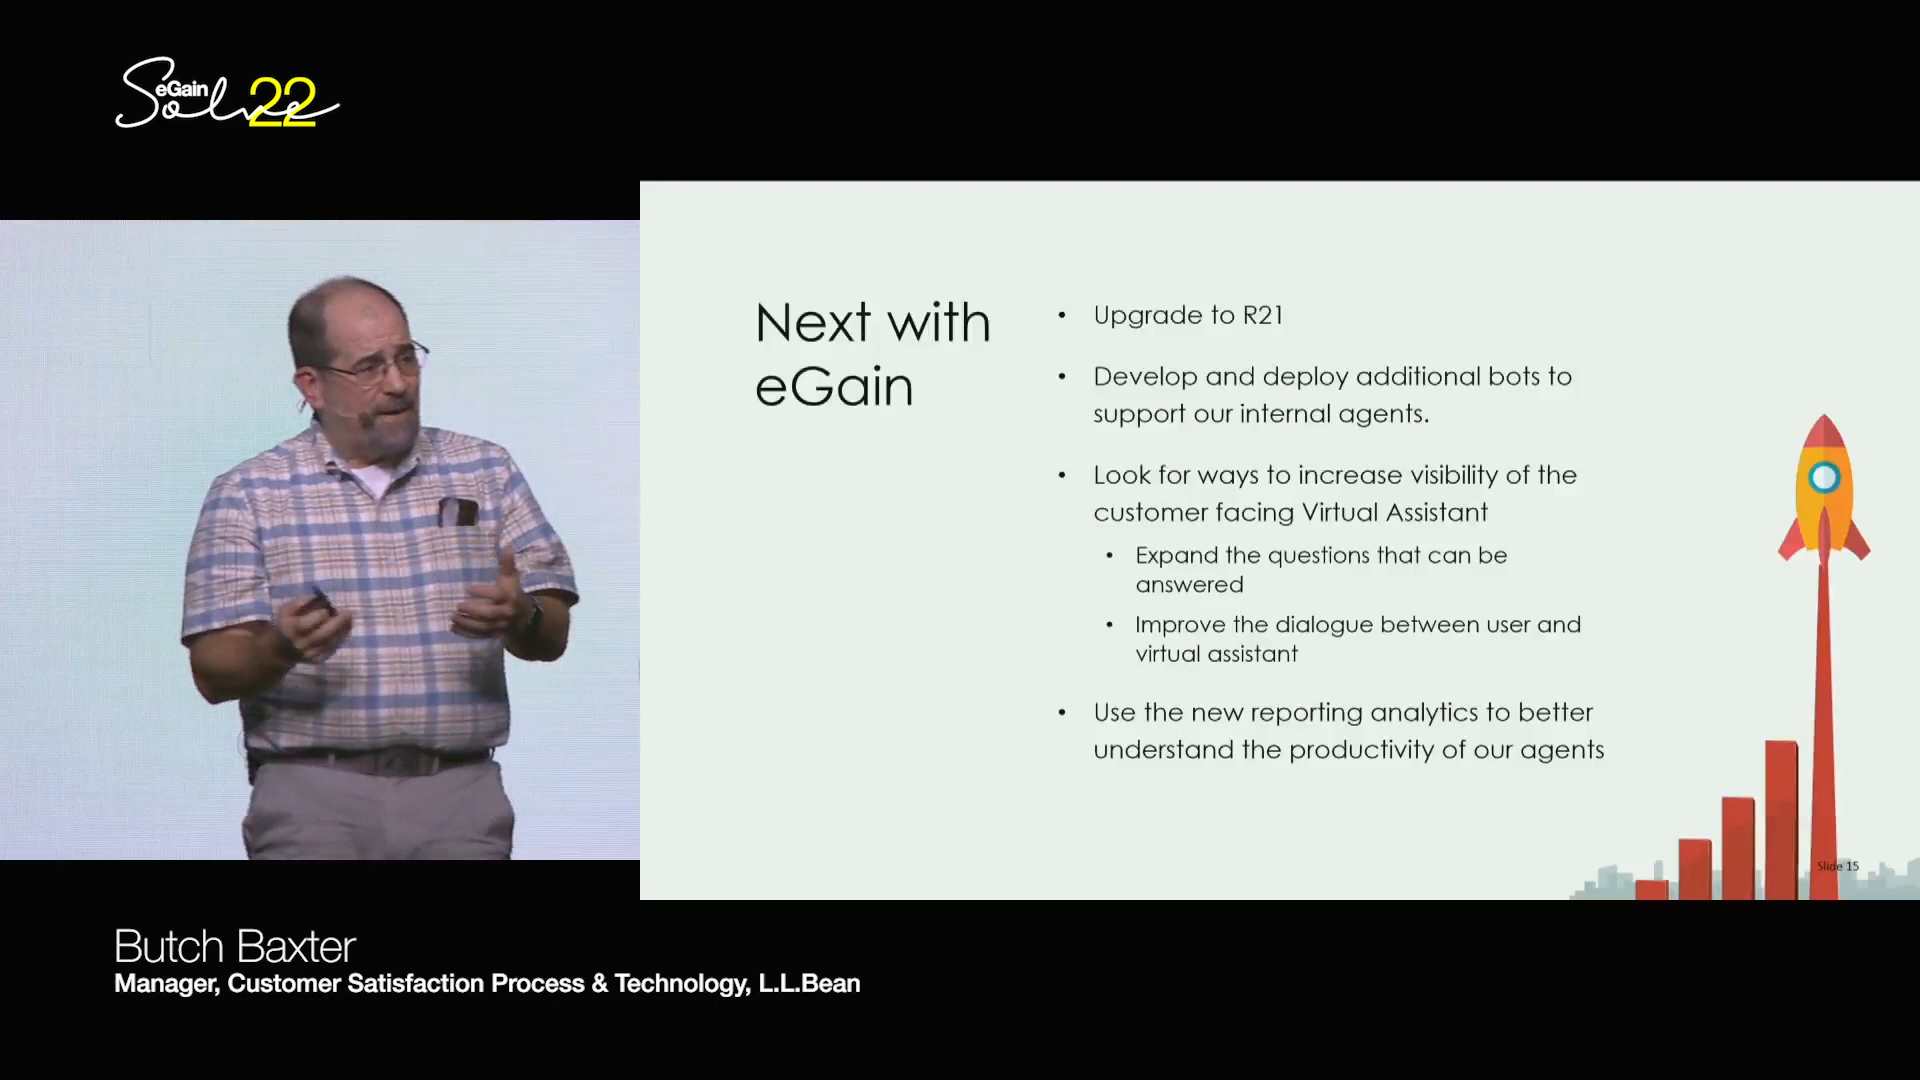 eGain
Solve 22
Next with
eGain
• Upgrade to R21
• Develop and deploy additional bots to
support our internal agents.
• Look for ways to increase visibility of the
customer facing Virtual Assistant
• Expand the questions that can be
answered
• Improve the dialogue between user and
virtual assistant
• Use the new reporting analytics to better
understand the productivity of our agents
Slide 15
Butch Baxter
Manager, Customer Satisfaction Process & Technology, L.L.Bean